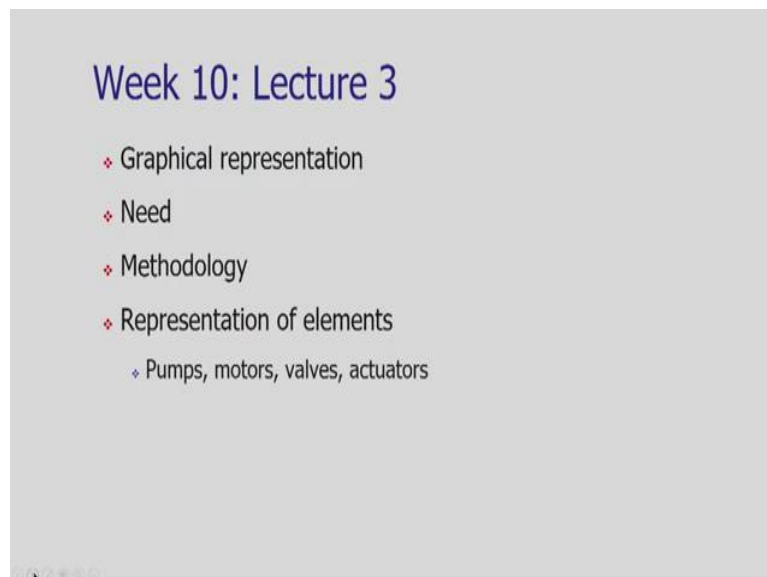 Week 10: Lecture 3
Graphical representation
Need
Methodology
Representation of elements
Pumps, motors, valves, actuators